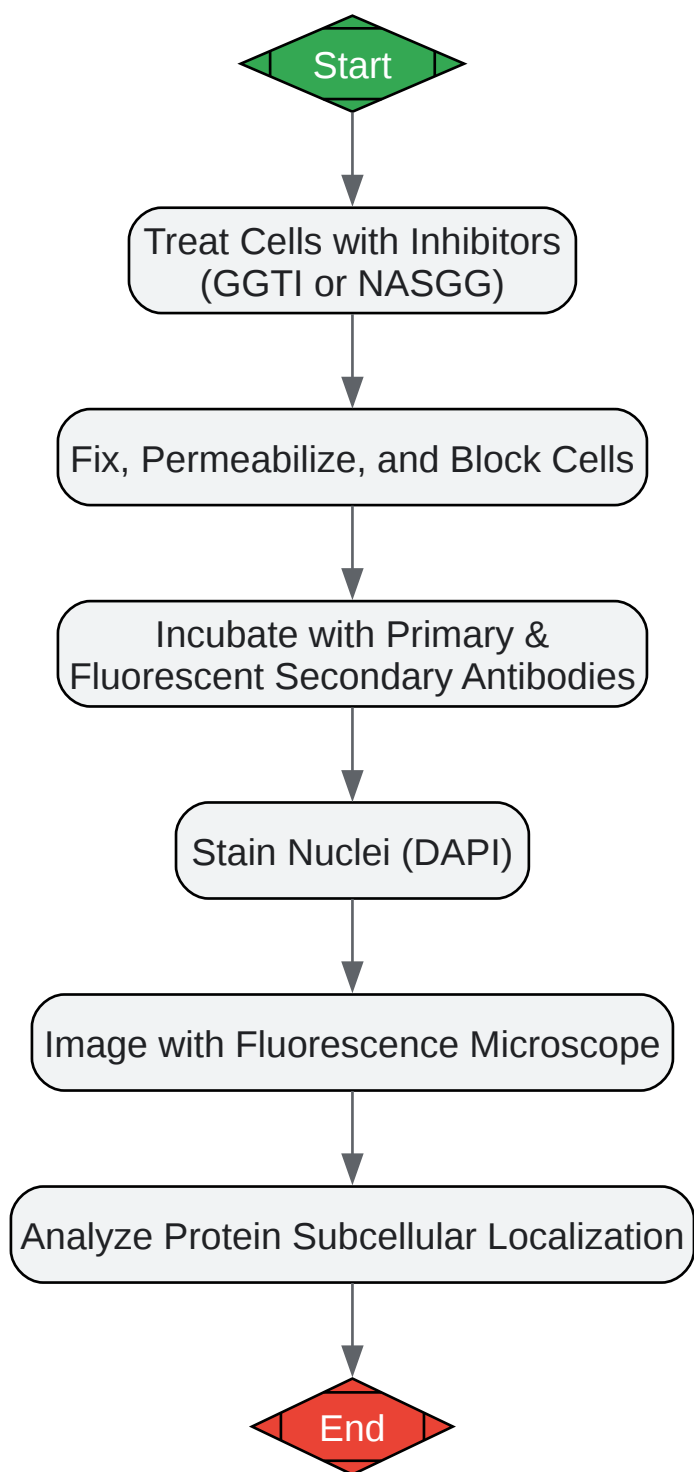 Start
Treat Cells with Inhibitors
(GGTI or NASGG)
Fix, Permeabilize, and Block Cells
Incubate with Primary &
Fluorescent Secondary Antibodies
Stain Nuclei (DAPI)
Image with Fluorescence Microscope
Analyze Protein Subcellular Localization
End